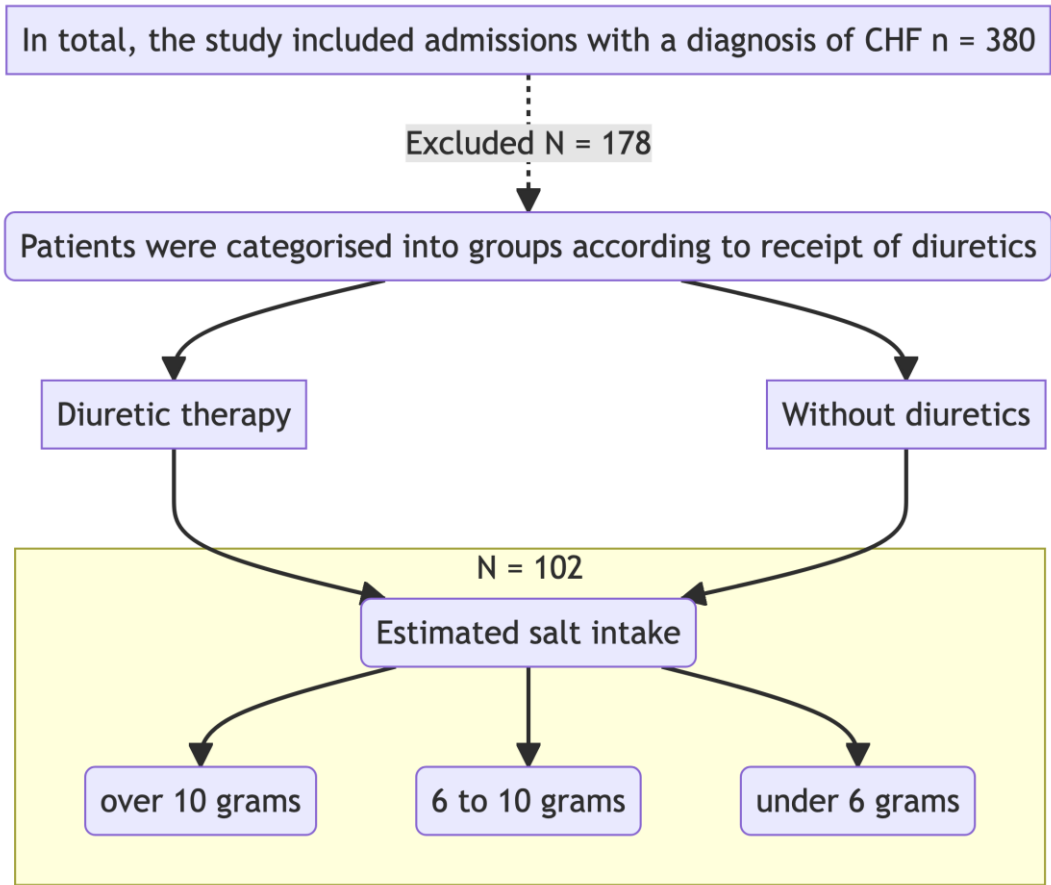 In total, the study included admissions with a diagnosis of CHF n = 380
Excluded N = 178
Patients were categorised into groups according to receipt of diuretics
Diuretic therapy
Without diuretics
N = 102
Estimated salt intake
over 10 grams
6 to 10 grams
under 6 grams